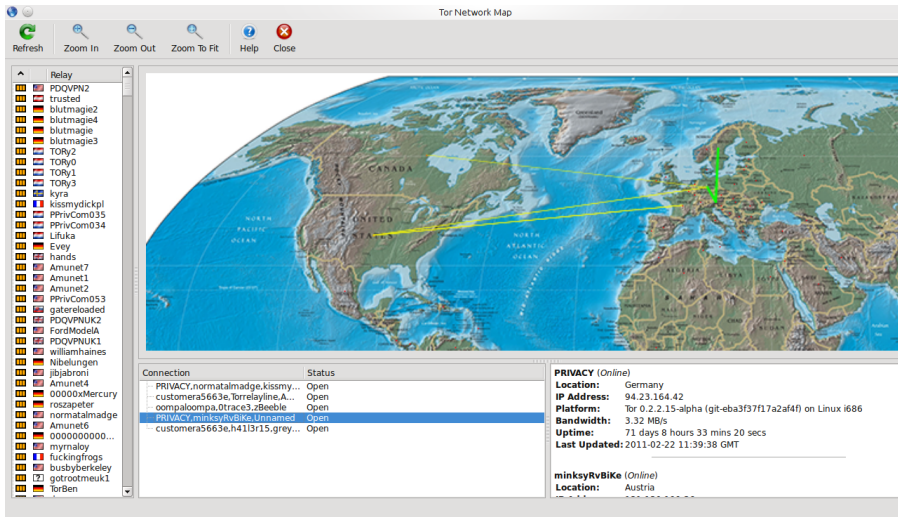 Tor Network Map
Refresh
Zoom In
Zoom Out
Zoom To Fit
Help
Close
Relay
PDQVPN2
trusted
blutmagie2
blutmagie4
blutmagie
blutmagie3
TORy2
TORy0
TORy1
TORy3
kyra
kissmydickpl
PPrivCom035
PPrivCom034
Lifuka
Evey
hands
Amunet7
Amunet1
Amunet2
PPrivCom053
gatereloaded
PDQVPNUK2
FordModelA
PDQVPNUK1
williamhaines
Nibelungen
jibjabroni
Amunet4
00000xMercury
roszapeter
normatalmadge
Amunet6
0000000000...
myrnaloy
fuckingfrogs
busbyberkeley
gotrootmeuk1
TorBen
CANADA
UNITED
STATES
NORTH
PACIFIC
OCEAN
NORTH
ATLANTIC
OCEAN
ALGERIA
Connection
Status
PRIVACY,normatalmadge,kissmy... Open
customera5663e,Torrelayline,A... Open
oompaloompa,0trace3,zBeeble Open
PRIVACY,minksyRvBiKe,Unnamed Open
customera5663e,h41l3r15,grey... Open
PRIVACY (Online)
Location: Germany
IP Address: 94.23.164.42
Platform: Tor 0.2.2.15-alpha (git-eba3f37f17a2af4f) on Linux i686
Bandwidth: 3.32 MB/s
Uptime: 71 days 8 hours 33 mins 20 secs
Last Updated: 2011-02-22 11:39:38 GMT
minksyRvBiKe (Online)
Location: Austria